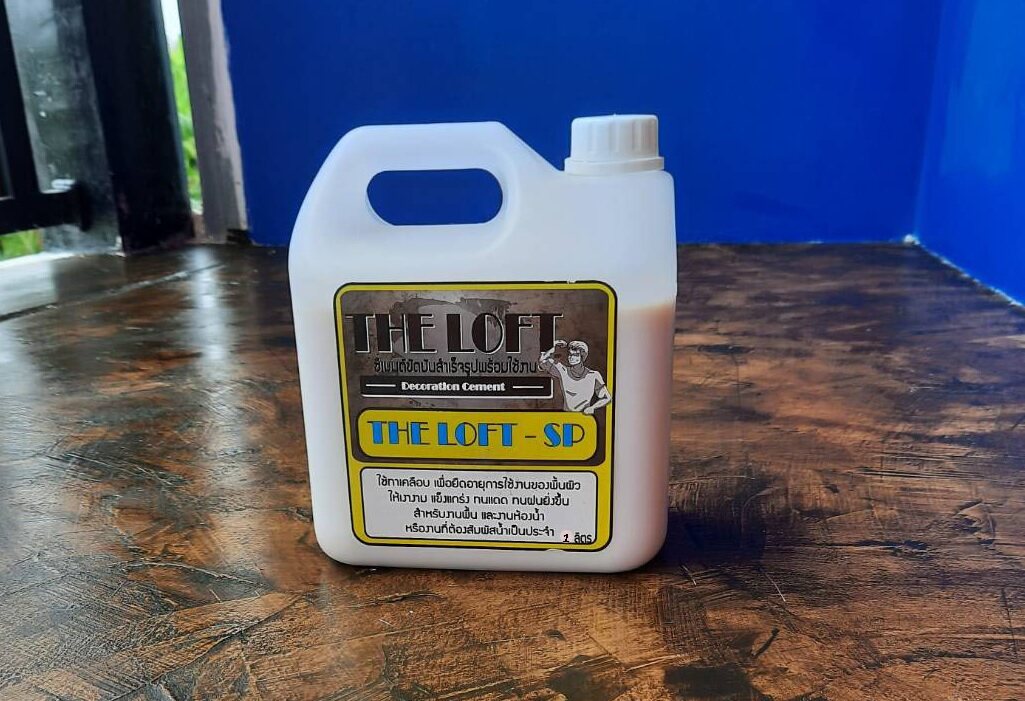 THE LOFT
ซีเมนต์ขัดมันสำเร็จรูปพร้อมใช้งาน
Decoration Cement
THE LOFT - SP
ใช้ทาเคลือบ เพื่อยืดอายุการใช้งานของพื้นผิว
ให้เงางาม แข็งแกร่ง ทนแดด ทนฝนยิ่งขึ้น
สำหรับงานพื้น และงานห้องน้ำ
หรืองานที่ต้องสัมผัสน้ำเป็นประจำ
2 ลิตร